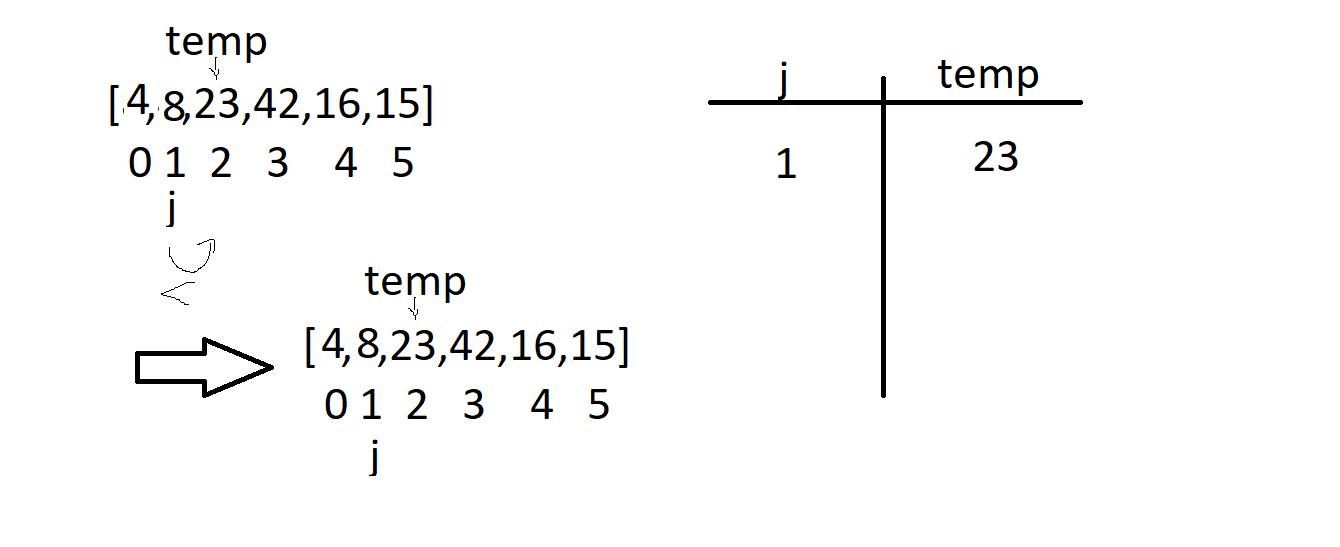 temp
[4,8,23,42,16,15]
0 1 2 3 4 5
j
<
temp
[4,8,23,42,16,15]
0 1 2 3 4 5
j
j temp
1 23